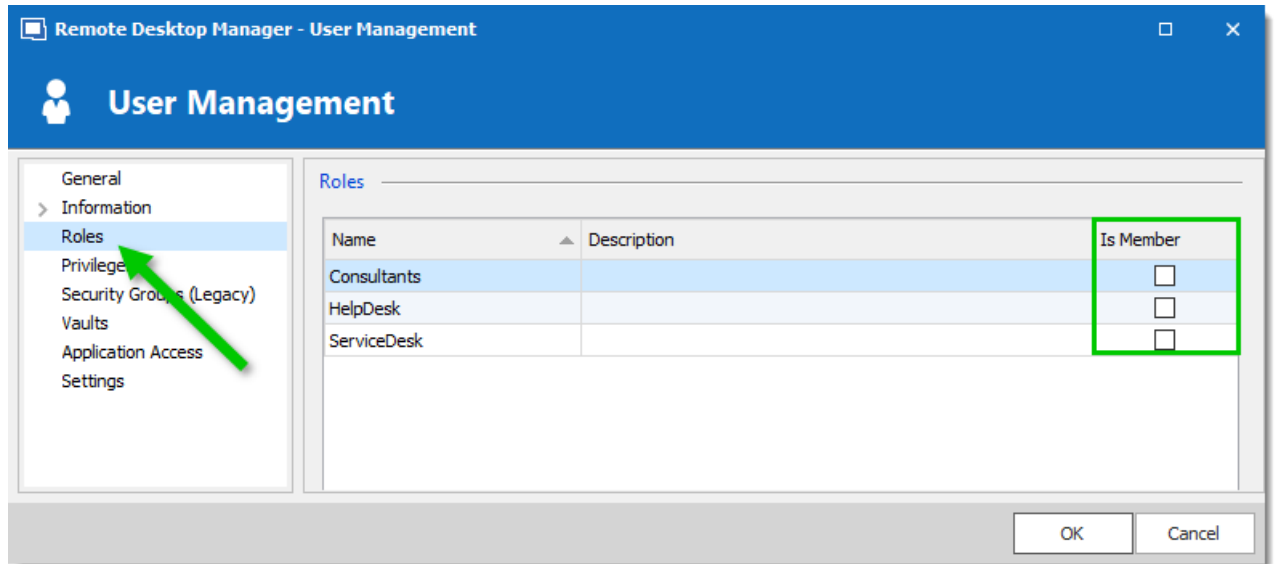 Remote Desktop Manager - User Management
User Management
General
Information
Roles
Privilege
Security Groups (Legacy)
Vaults
Application Access
Settings
Roles
Name Description Is Member
Consultants
HelpDesk
ServiceDesk
OK Cancel